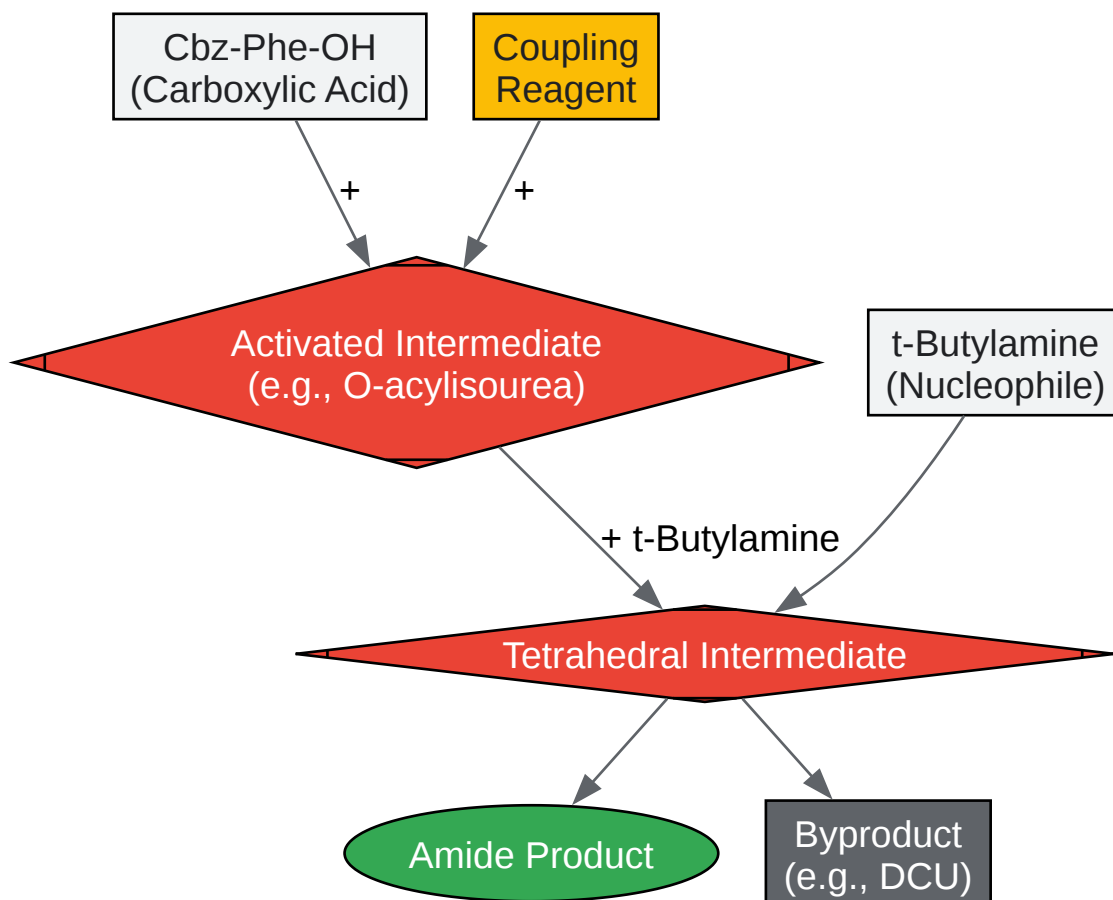 Cbz-Phe-OH
(Carboxylic Acid)
Coupling
Reagent
+
+
Activated Intermediate
(e.g., O-acylisourea)
t-Butylamine
(Nucleophile)
+ t-Butylamine
Tetrahedral Intermediate
Amide Product
Byproduct
(e.g., DCU)